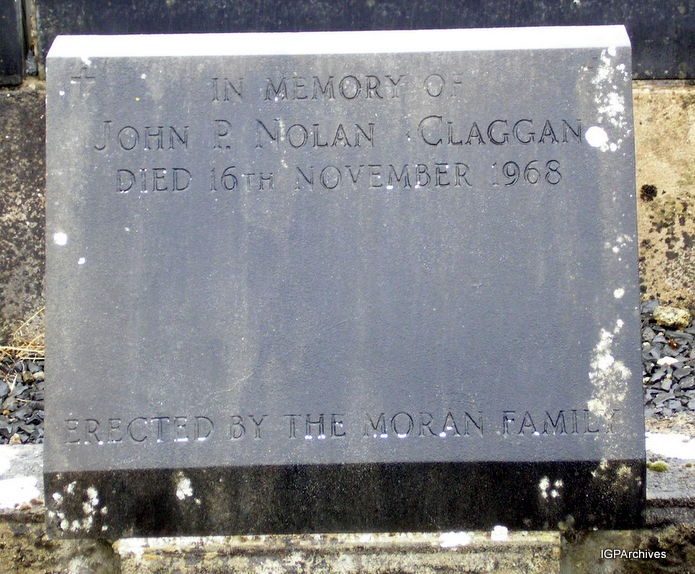 IN MEMORY OF
JOHN P. NOLAN CLAGGAN
DIED 16TH NOVEMBER 1968
ERECTED BY THE MORAN FAMILY
IGPArchives